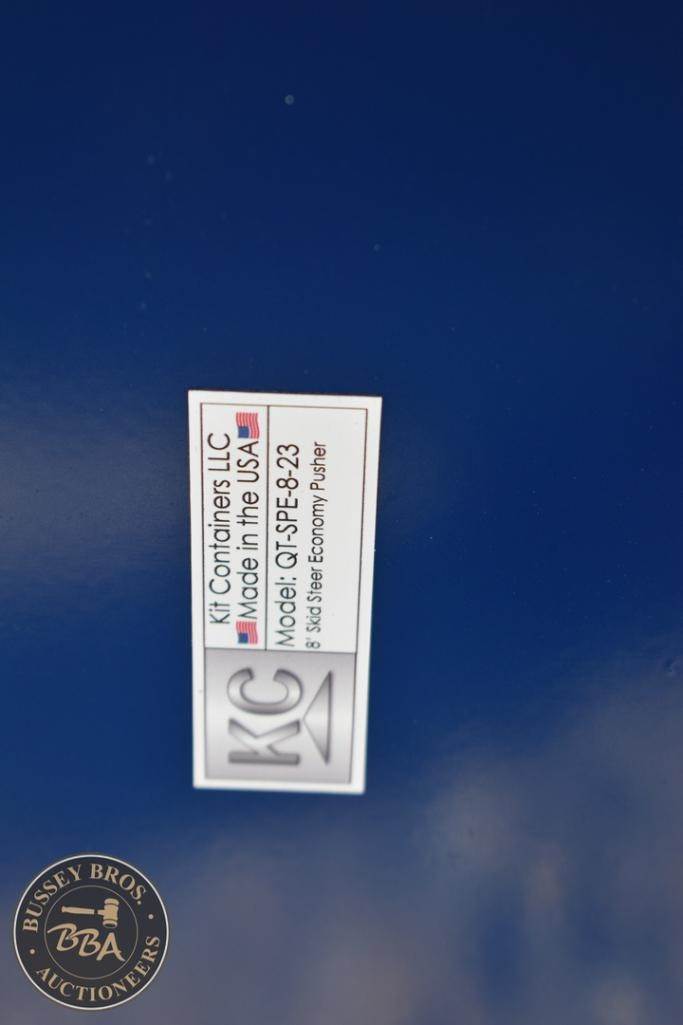 KC
Kit Containers LLC
Made in the USA
Model: QT-SPE-8-23
8' Skid Steer Economy Pusher
BUSSEY BROS.
BBA
AUCTIONEERS